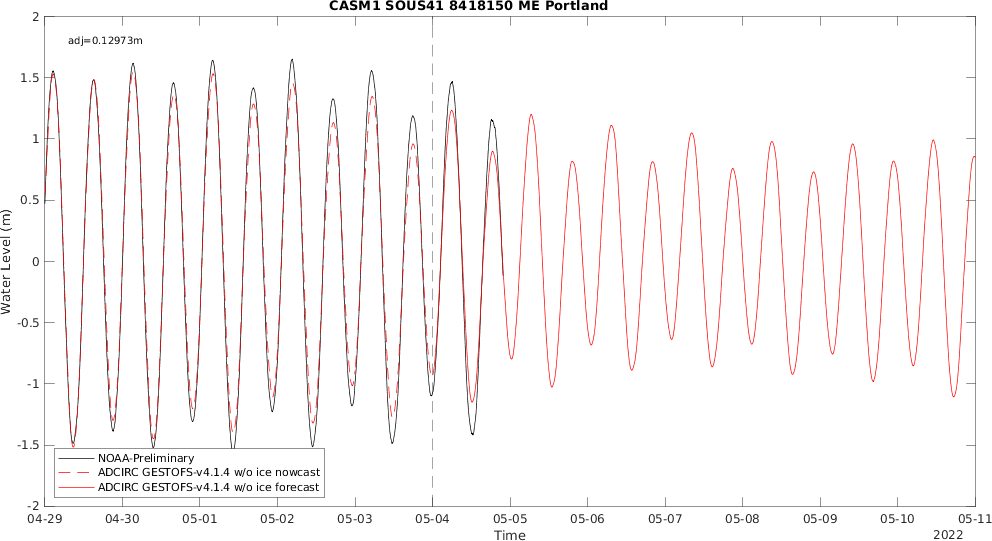 CASM1 SOUS41 8418150 ME Portland
adj=0.12973m
2
1.5
1
0.5
0
-0.5
-1
-1.5
-2
Water Level (m)
NOAA-Preliminary
ADCIRC GESTOFS-v4.1.4 w/o ice nowcast
ADCIRC GESTOFS-v4.1.4 w/o ice forecast
04-29 04-30 05-01 05-02 05-03 05-04 05-05 05-06 05-07 05-08 05-09 05-10 05-11
Time
2022